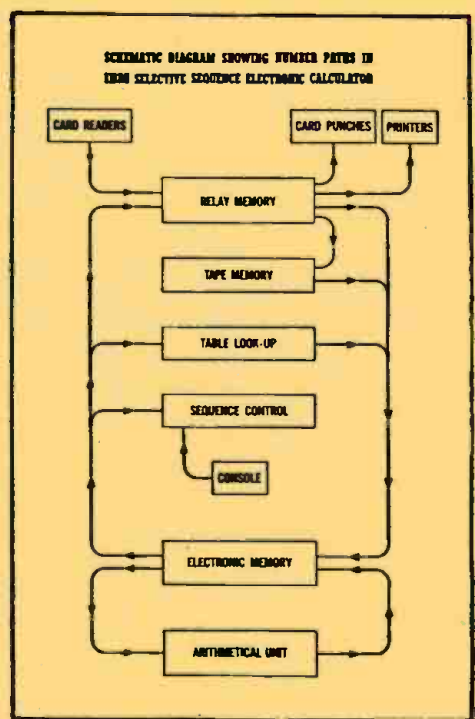 SCHEMATIC DIAGRAM SHOWING NUMBER PATHS IN
SELECTIVE SEQUENCE ELECTRONIC CALCULATOR
CARD READERS
CARD PUNCHES
PRINTERS
RELAY MEMORY
TAPE MEMORY
TABLE LOOK-UP
SEQUENCE CONTROL
CONSOLE
ELECTRONIC MEMORY
ARITHMETICAL UNIT